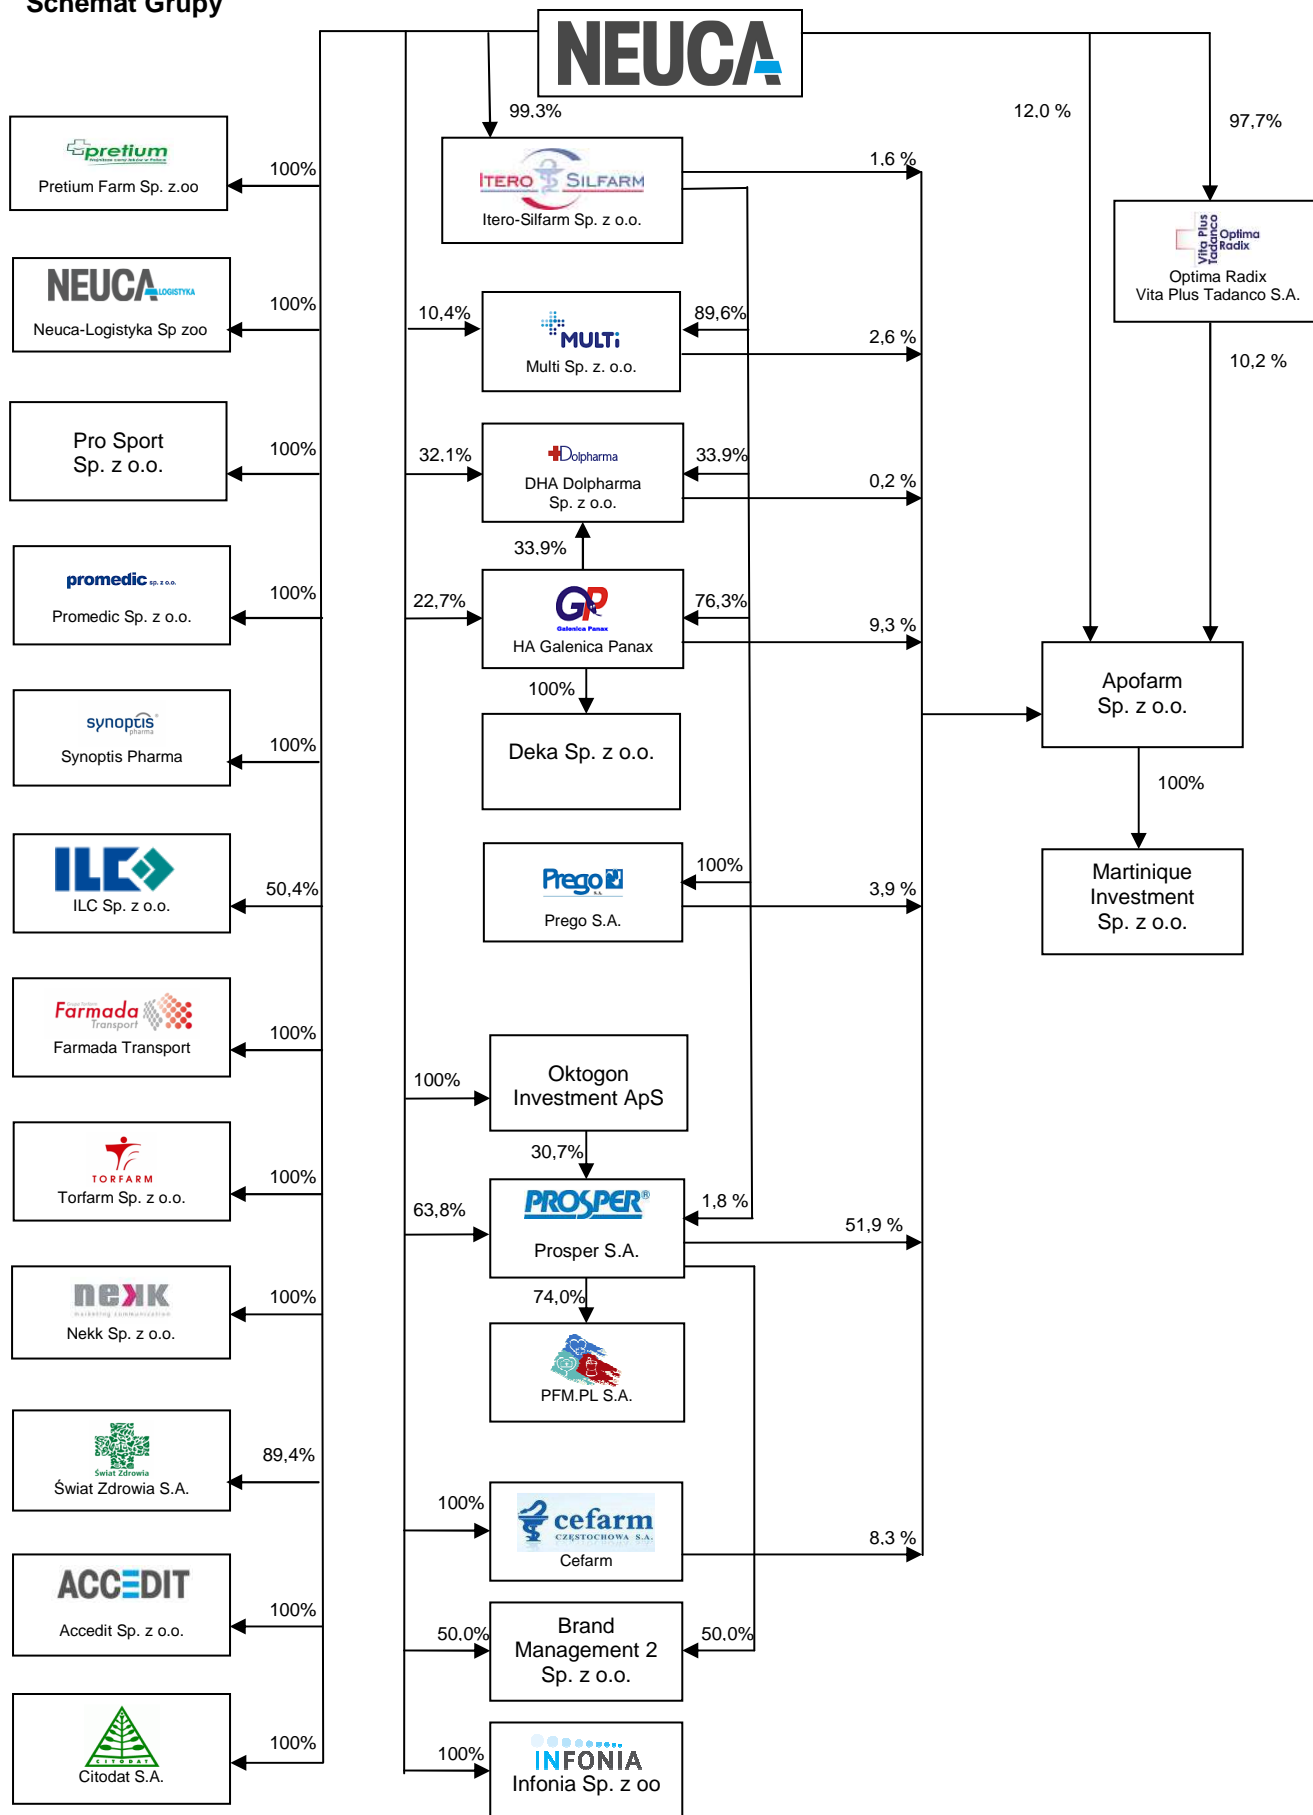 Schemat Grupy
NEUCA
99,3%
12,0 %
97,7%
pretium
Pretium Farm Sp. z.oo
100%
ITERO SILFARM
Itero-Silfarm Sp. z o.o.
1,6 %
Vita Plus
Tadanco
Optima
Radix
Optima Radix
Vita Plus Tadanco S.A.
10,2 %
NEUCA LOGISTYKA
Neuca-Logistyka Sp zoo
100%
10,4%
MULTi
Multi Sp. z. o.o.
89,6%
2,6 %
Pro Sport
Sp. z o.o.
100%
32,1%
Dolpharma
DHA Dolpharma
Sp. z o.o.
33,9%
0,2 %
33,9%
promedic sp. z o.o.
Promedic Sp. z o.o.
100%
22,7%
GP
Galenica Panax
HA Galenica Panax
76,3%
9,3 %
100%
Apofarm
Sp. z o.o.
100%
synoptis
pharma
Synoptis Pharma
100%
Deka Sp. z o.o.
ILC
ILC Sp. z o.o.
50,4%
Prego
S.A.
Prego S.A.
100%
3,9 %
Martinique
Investment
Sp. z o.o.
Farmada
Transport
Farmada Transport
100%
100%
Oktogon
Investment ApS
30,7%
TORFARM
Torfarm Sp. z o.o.
100%
63,8%
PROSPER®
Prosper S.A.
1,8 %
51,9 %
74,0%
nekk
marketing communication
Nekk Sp. z o.o.
100%
PFM.PL S.A.
Świat Zdrowia
Świat Zdrowia S.A.
89,4%
100%
cefarm
CZĘSTOCHOWA S.A.
Cefarm
8,3 %
ACCEDIT
Accedit Sp. z o.o.
100%
50,0%
Brand
Management 2
Sp. z o.o.
50,0%
CITODAT
Citodat S.A.
100%
100%
INFONIA
Infonia Sp. z oo